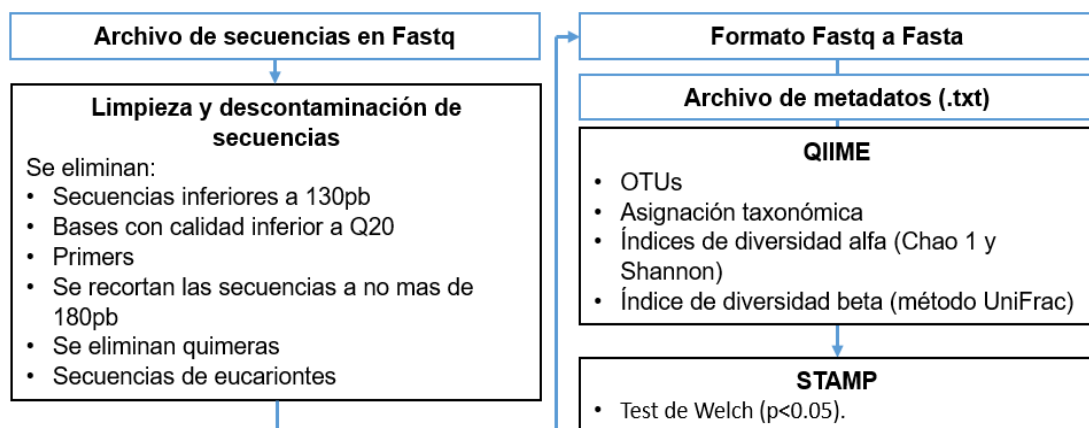 Archivo de secuencias en Fastq
Limpieza y descontaminación de
secuencias
Se eliminan:
• Secuencias inferiores a 130pb
• Bases con calidad inferior a Q20
• Primers
• Se recortan las secuencias a no mas de
180pb
• Se eliminan quimeras
• Secuencias de eucariontes
Formato Fastq a Fasta
Archivo de metadatos (.txt)
QIIME
• OTUs
• Asignación taxonómica
• Índices de diversidad alfa (Chao 1 y
Shannon)
• Índice de diversidad beta (método UniFrac)
STAMP
• Test de Welch (p<0.05).